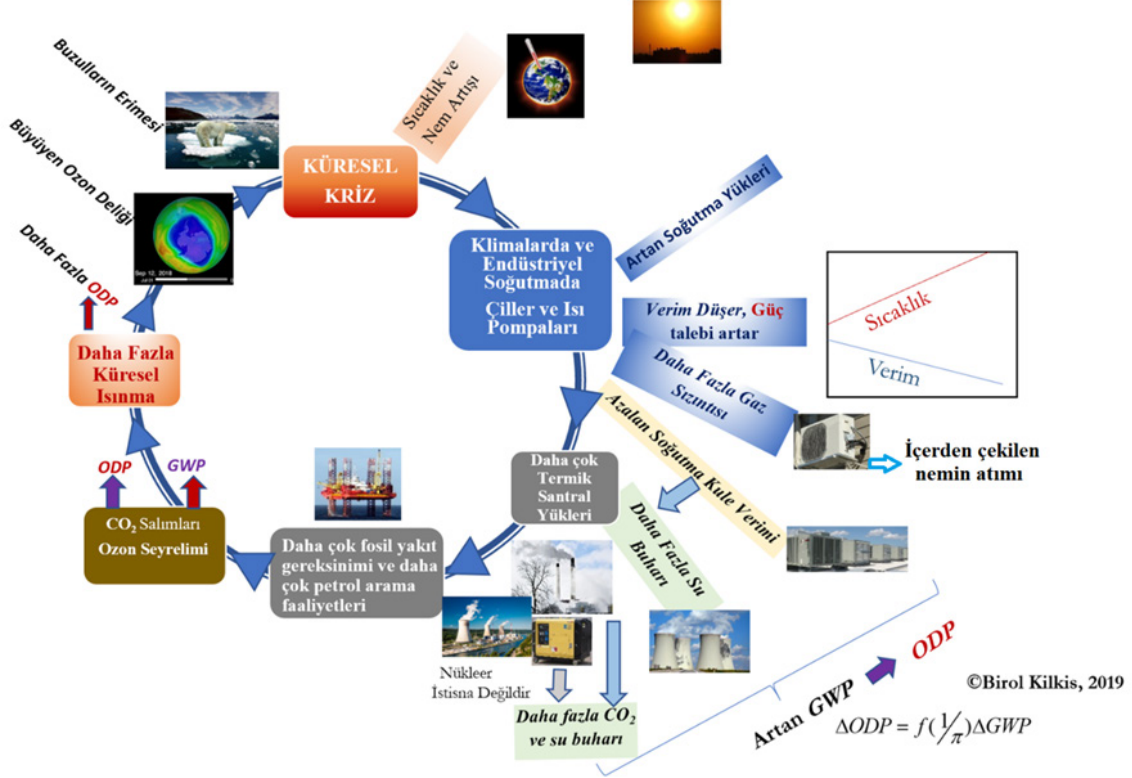 Buzulların Erimesi
Büyüyen Ozon Deliği
Daha Fazla ODP
Sep 12, 2018
KÜRESEL
KRİZ
Sıcaklık ve
Nem Artışı
Klimalarda ve
Endüstriyel
Soğutmada
Çiller ve Isı
Pompaları
Artan Soğutma Yükleri
Verim Düşer, Güç
talebi artar
Daha Fazla Gaz
Sızıntısı
Sıcaklık
Verim
Azalan Soğutma Kule Verimi
İçerden çekilen
nemin atımı
Daha çok
Termik
Santral
Yükleri
Daha Fazla Su
Buharı
Daha çok fosil yakıt
gereksinimi ve daha
çok petrol arama
faaliyetleri
Nükleer
İstisna Değildir
Daha fazla CO₂
ve su buharı
ODP
GWP
CO₂ Salımları
Ozon Seyrelimi
Daha Fazla
Küresel
Isınma
Artan GWP
ODP
©Birol Kilkis, 2019
ΔODP = f(1/π)ΔGWP